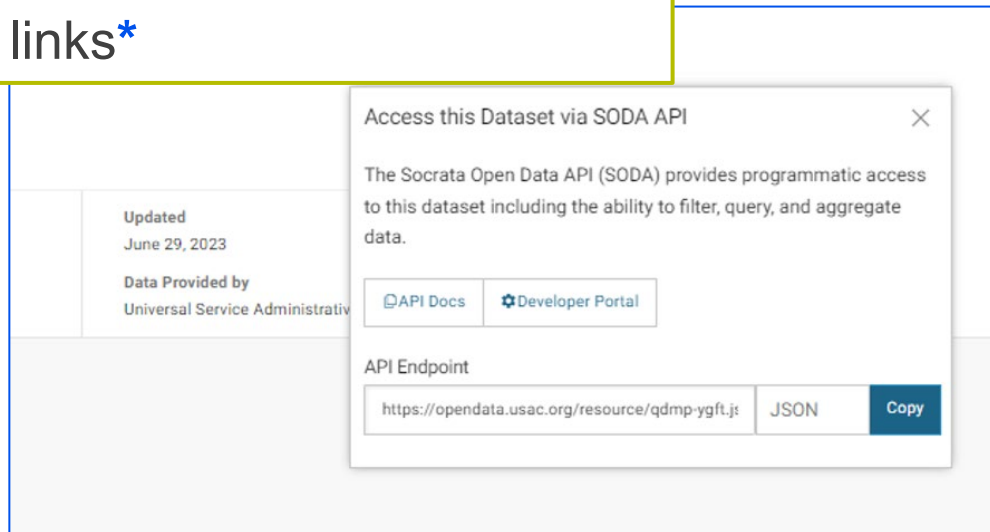 links*
Access this Dataset via SODA API
The Socrata Open Data API (SODA) provides programmatic access
to this dataset including the ability to filter, query, and aggregate
data.
Updated
June 29, 2023
Data Provided by
Universal Service Administrativ
API Docs
Developer Portal
API Endpoint
https://opendata.usac.org/resource/qdmp-ygft.js
JSON
Copy